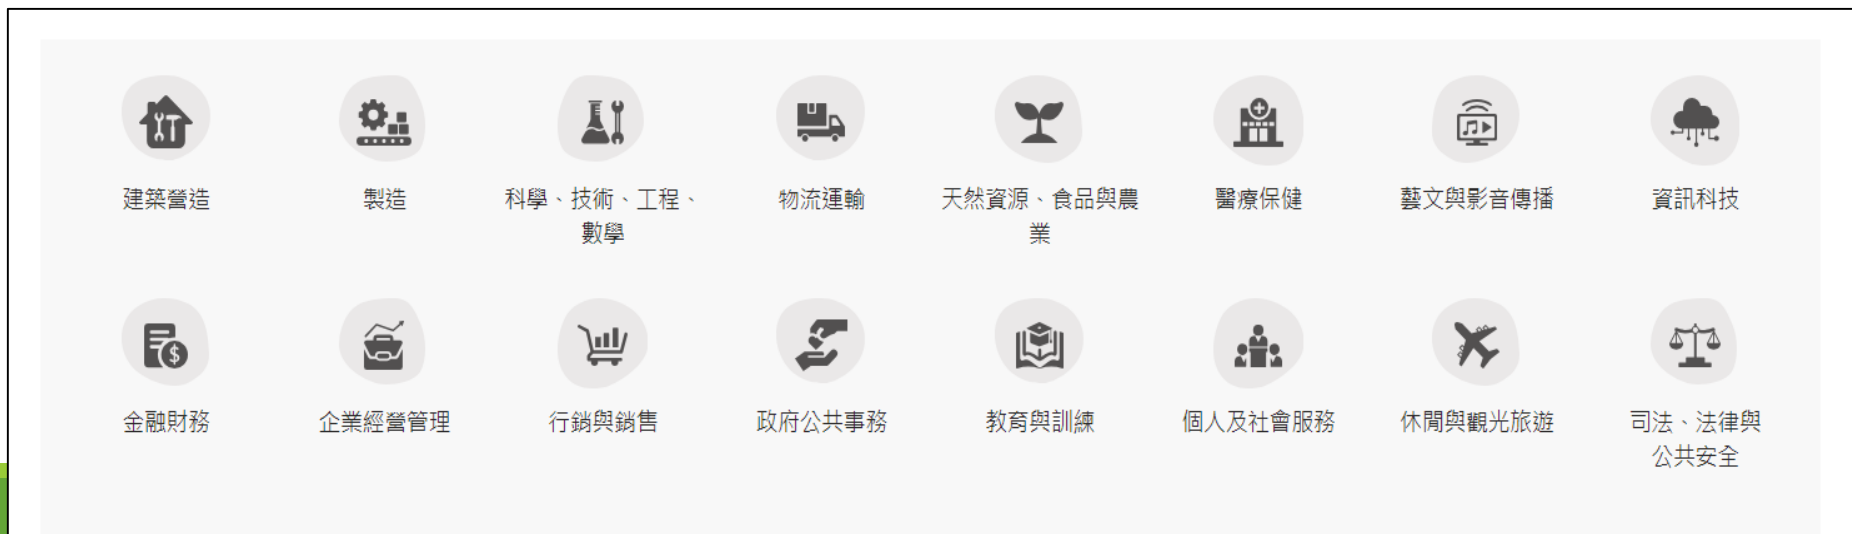 建築營造
製造
科學、技術、工程、
數學
物流運輸
天然資源、食品與農
業
醫療保健
藝文與影音傳播
資訊科技
金融財務
企業經營管理
行銷與銷售
政府公共事務
教育與訓練
個人及社會服務
休閒與觀光旅遊
司法、法律與
公共安全